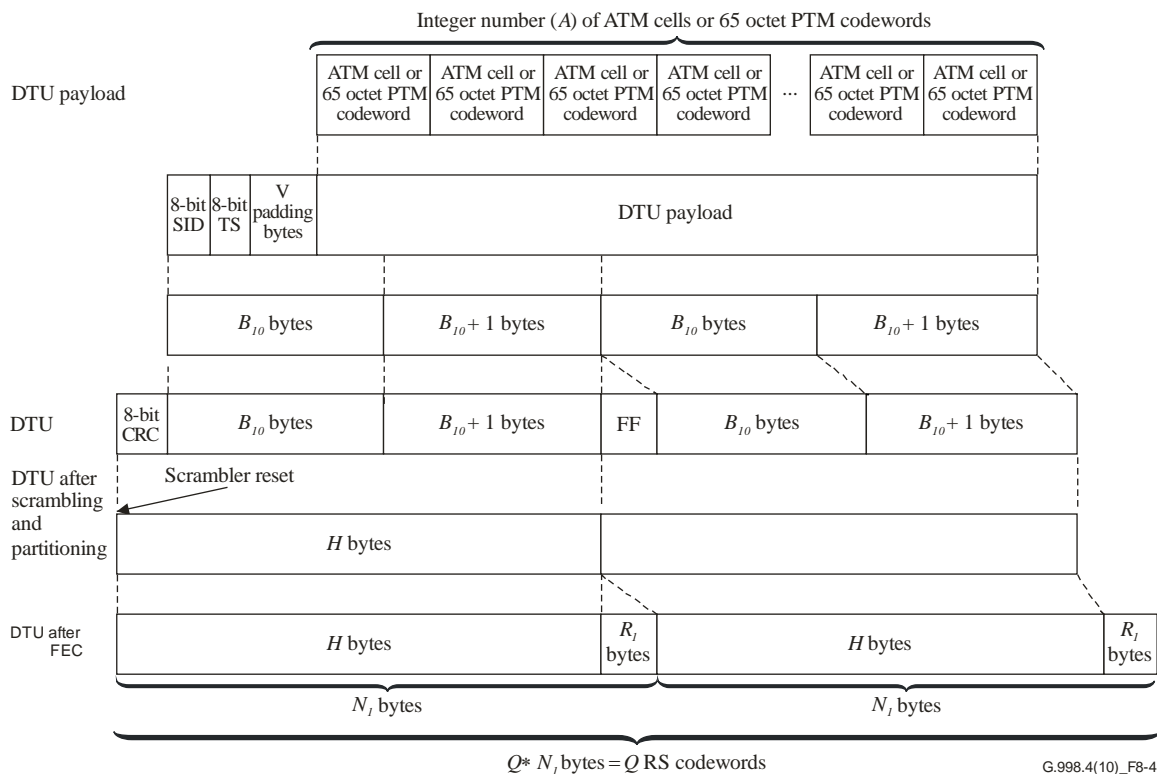 Integer number (A) of ATM cells or 65 octet PTM codewords
DTU payload
ATM cell or
65 octet PTM
codeword
ATM cell or
65 octet PTM
codeword
ATM cell or
65 octet PTM
codeword
ATM cell or
65 octet PTM
codeword
...
ATM cell or
65 octet PTM
codeword
ATM cell or
65 octet PTM
codeword
8-bit
SID
8-bit
TS
V
padding
bytes
DTU payload
B10 bytes
B10 + 1 bytes
B10 bytes
B10 + 1 bytes
DTU
8-bit
CRC
B10 bytes
B10 + 1 bytes
FF
B10 bytes
B10 + 1 bytes
DTU after
scrambling
and
partitioning
Scrambler reset
H bytes
DTU after
FEC
H bytes
R1
bytes
H bytes
R1
bytes
N1 bytes
N1 bytes
Q* N1 bytes = Q RS codewords
G.998.4(10)_F8-4